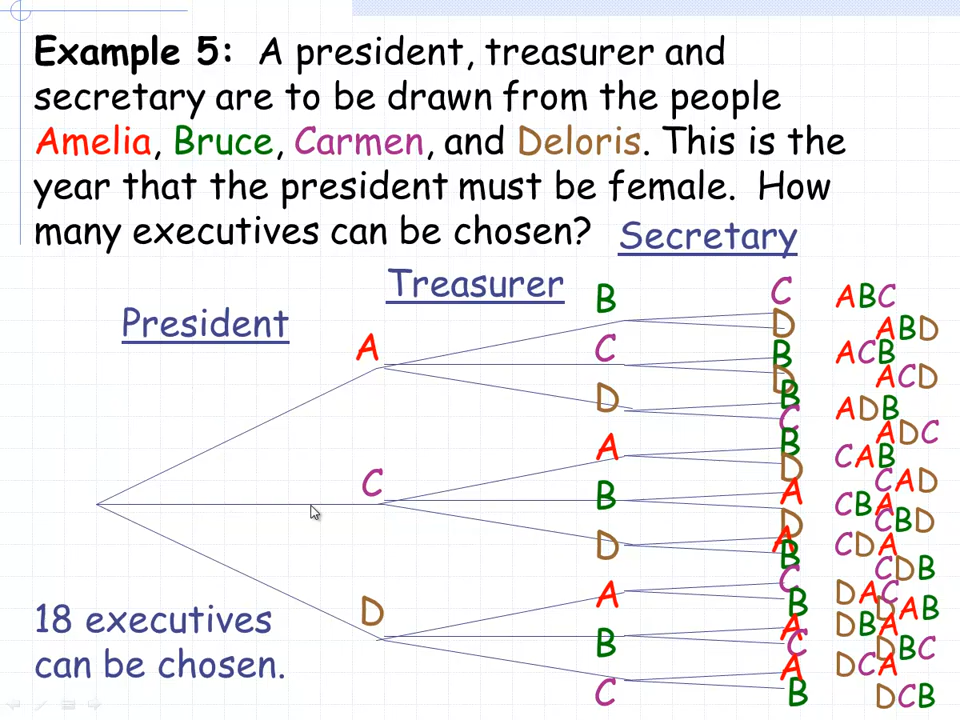 Example 5: A president, treasurer and
secretary are to be drawn from the people
Amelia, Bruce, Carmen, and Deloris. This is the
year that the president must be female. How
many executives can be chosen?
Secretary
Treasurer
President
A
B
C
D
C
D
B
D
B
C
C
A
B
D
B
D
A
D
A
B
D
A
B
C
C
B
A
C
A
B
ABC
ABD
ACB
ACD
ADB
ADC
CAB
CAD
CBA
CBD
CDA
CDB
DAC
DAB
DBA
DBC
DCA
DCB
18 executives
can be chosen.